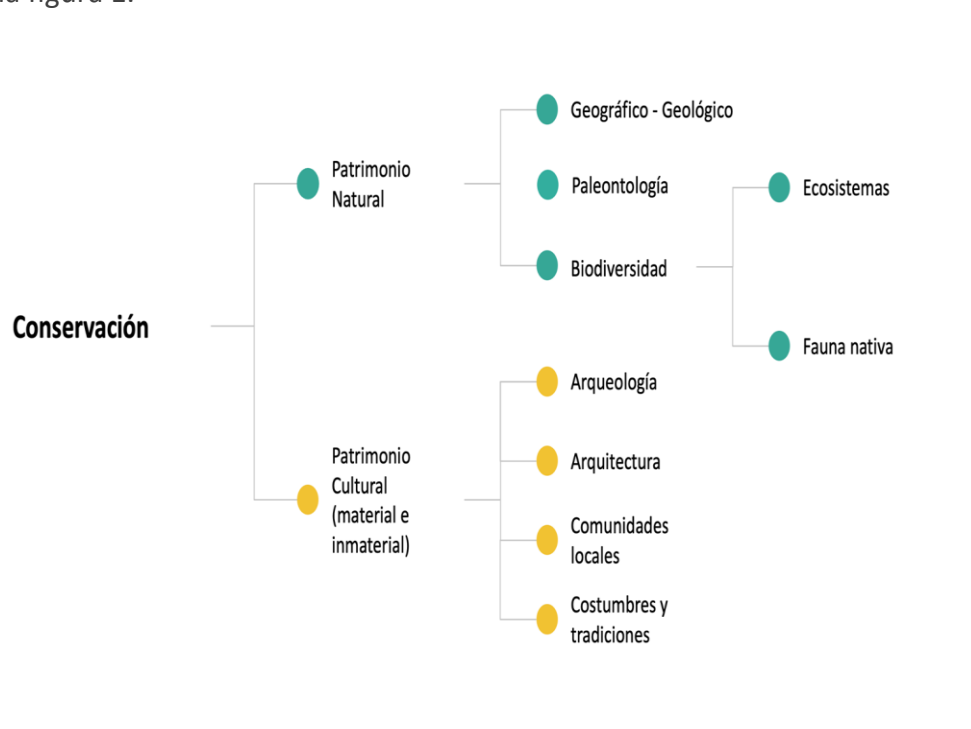 Conservación
Patrimonio
Natural
Geográfico - Geológico
Paleontología
Biodiversidad
Ecosistemas
Fauna nativa
Patrimonio
Cultural
(material e
inmaterial)
Arqueología
Arquitectura
Comunidades
locales
Costumbres y
tradiciones